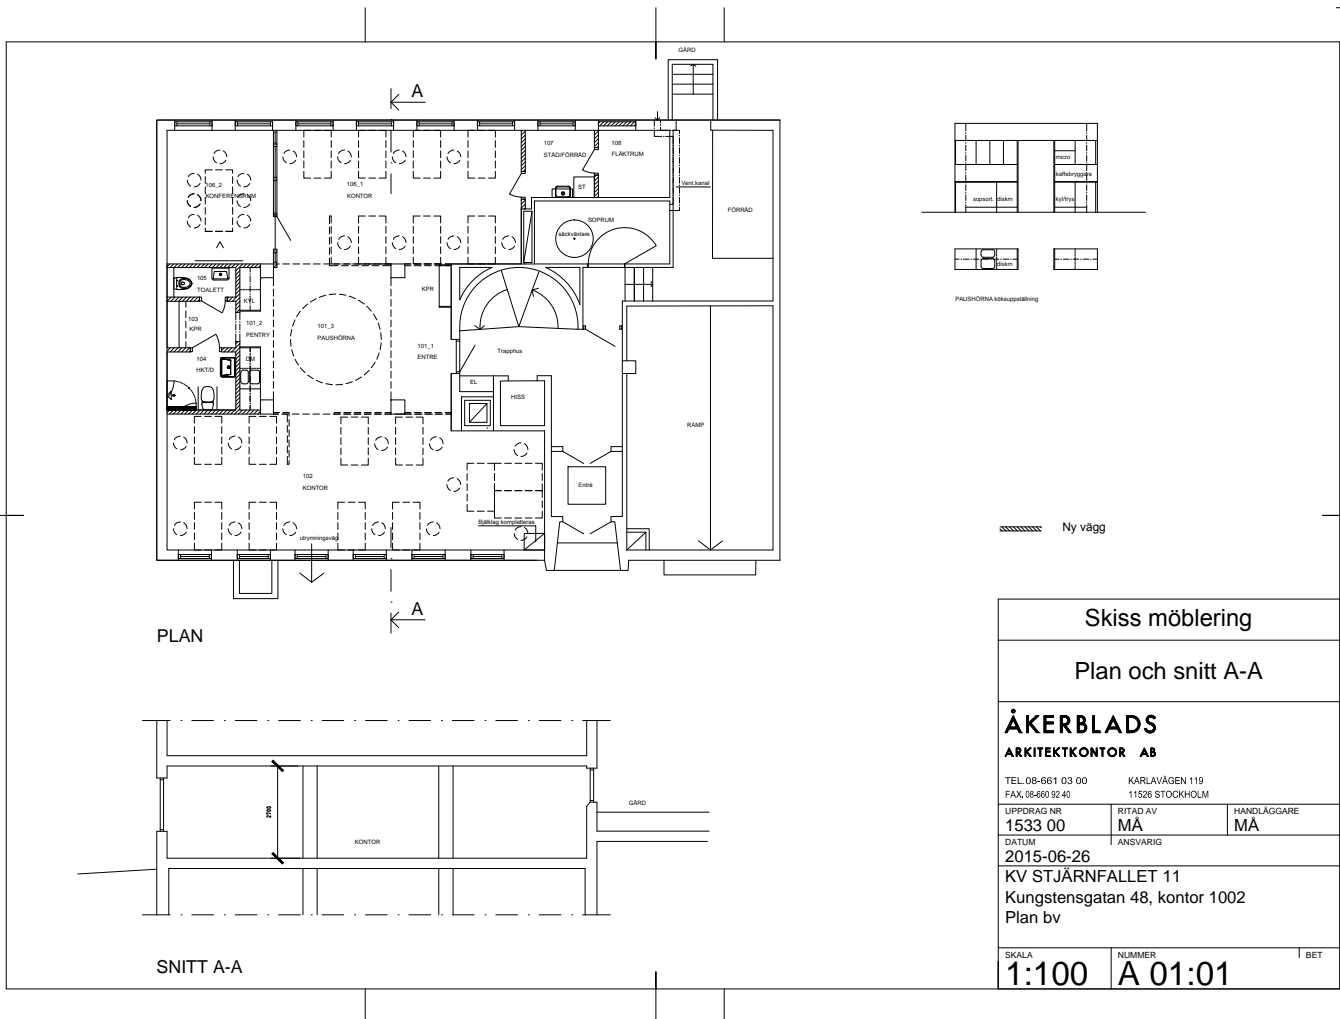 GÅRD
A
106_2
KONFERENSRUM
106_1
KONTOR
107
STÄD/FÖRRÅD
108
FLÄKTRUM
ST
Vent.kanal
FÖRRÅD
SOPRUM
säckväxlare
105
TOALETT
KYL
KPR
103
KPR
101_2
PENTRY
101_3
PAUSHÖRNA
101_1
ENTRE
Trapphus
104
HKT/D
DM
EL
HISS
RAMP
102
KONTOR
Entré
Bjälklag kompletteras
utrymningsväg
A
PLAN
micro
kaffebryggare
sopsort.
diskm
kyl/frys
diskm
PAUSHÖRNA köksuppställning
Ny vägg
2700
KONTOR
GÅRD
SNITT A-A
Skiss möblering
Plan och snitt A-A
ÅKERBLADS
ARKITEKTKONTOR AB
TEL.08-661 03 00 KARLAVÄGEN 119
FAX. 08-660 92 40 11526 STOCKHOLM
UPPDRAG NR RITAD AV HANDLÄGGARE
1533 00 MÅ MÅ
DATUM ANSVARIG
2015-06-26
KV STJÄRNFALLET 11
Kungstensgatan 48, kontor 1002
Plan bv
SKALA NUMMER BET
1:100 A 01:01